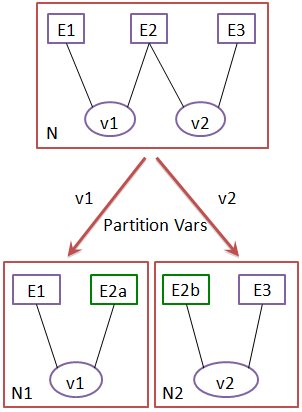 E1 E2 E3
v1 v2
N
v1 v2
Partition Vars
E1 E2a E2b E3
v1 v2
N1 N2